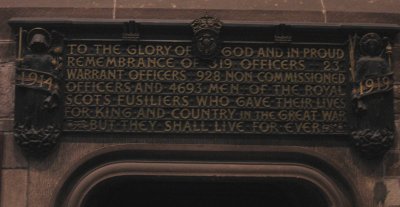 TO THE GLORY OF GOD AND IN PROUD
REMEMBRANCE OF 319 OFFICERS 23
WARRANT OFFICERS 928 NON COMMISSIONED
OFFICERS AND 4693 MEN OF THE ROYAL
SCOTS FUSILIERS WHO GAVE THEIR LIVES
FOR KING AND COUNTRY IN THE GREAT WAR
BUT THEY SHALL LIVE FOR EVER
1914
1919